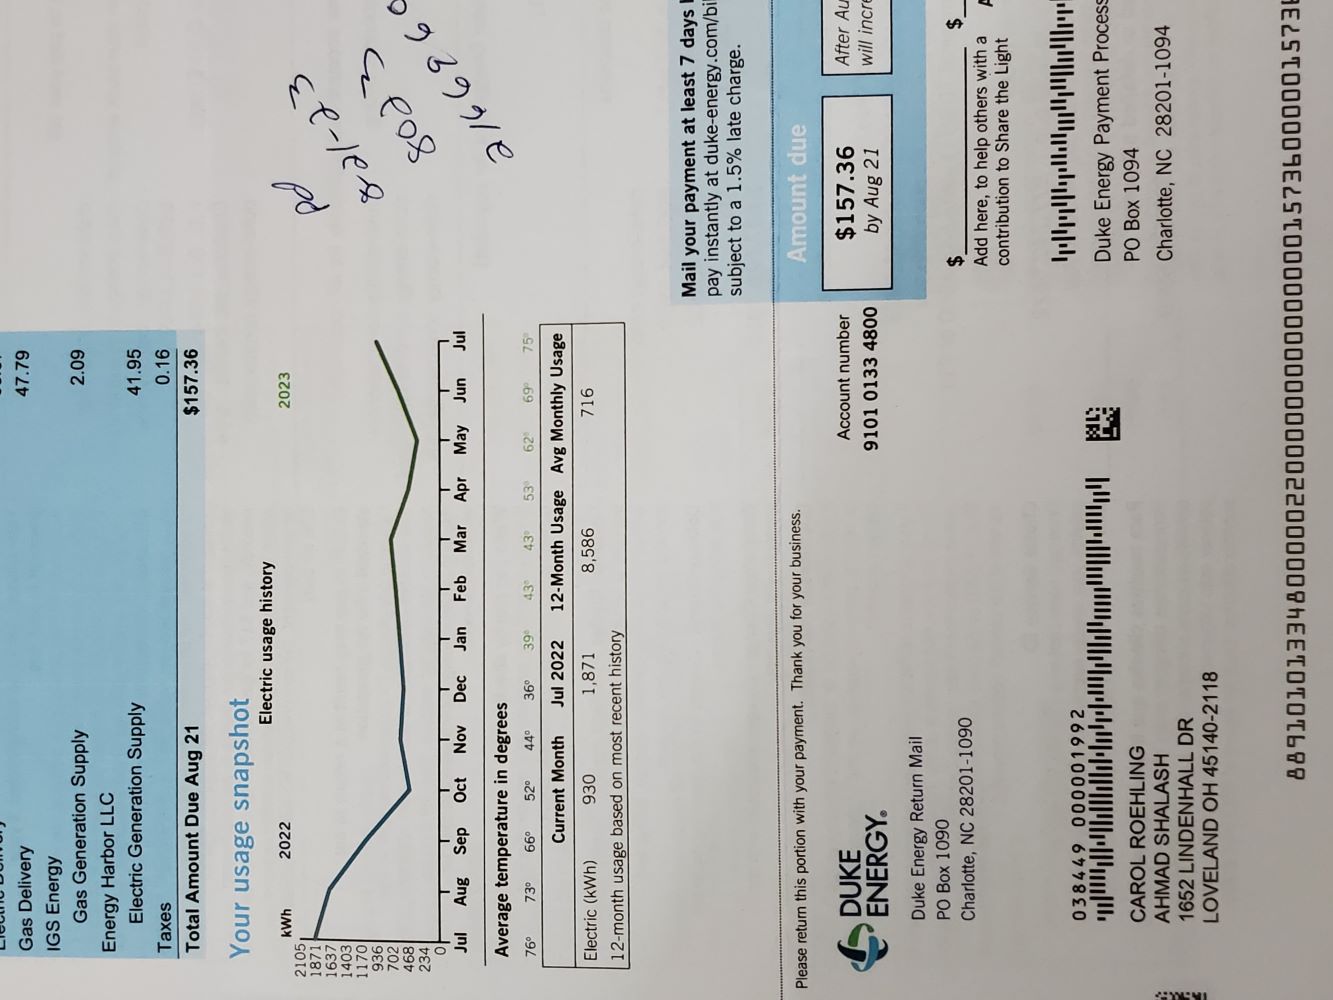 Electric Delivery
Gas Delivery 47.79
IGS Energy
Gas Generation Supply 2.09
Energy Harbor LLC
Electric Generation Supply 41.95
Taxes 0.16
Total Amount Due Aug 21 $157.36
Your usage snapshot
Electric usage history
kWh 2022 2023
2105
1871
1637
1403
1170
936
702
468
234
0
Jul Aug Sep Oct Nov Dec Jan Feb Mar Apr May Jun Jul
Average temperature in degrees
76° 73° 66° 52° 44° 36° 39° 43° 43° 53° 62° 69° 75°
Current Month Jul 2022 12-Month Usage Avg Monthly Usage
Electric (kWh) 930 1,871 8,586 716
12-month usage based on most recent history
pd
8-21-23
8023
2166960
Mail your payment at least 7 days
pay instantly at duke-energy.com/bil
subject to a 1.5% late charge.
Please return this portion with your payment. Thank you for your business.
Amount due
DUKE
ENERGY®
Account number
9101 0133 4800
$157.36
by Aug 21
After Au
will incre
Duke Energy Return Mail
PO Box 1090
Charlotte, NC 28201-1090
$ $
Add here, to help others with a
contribution to Share the Light
038449 000001992
CAROL ROEHLING
AHMAD SHALASH
1652 LINDENHALL DR
LOVELAND OH 45140-2118
Duke Energy Payment Process
PO Box 1094
Charlotte, NC 28201-1094